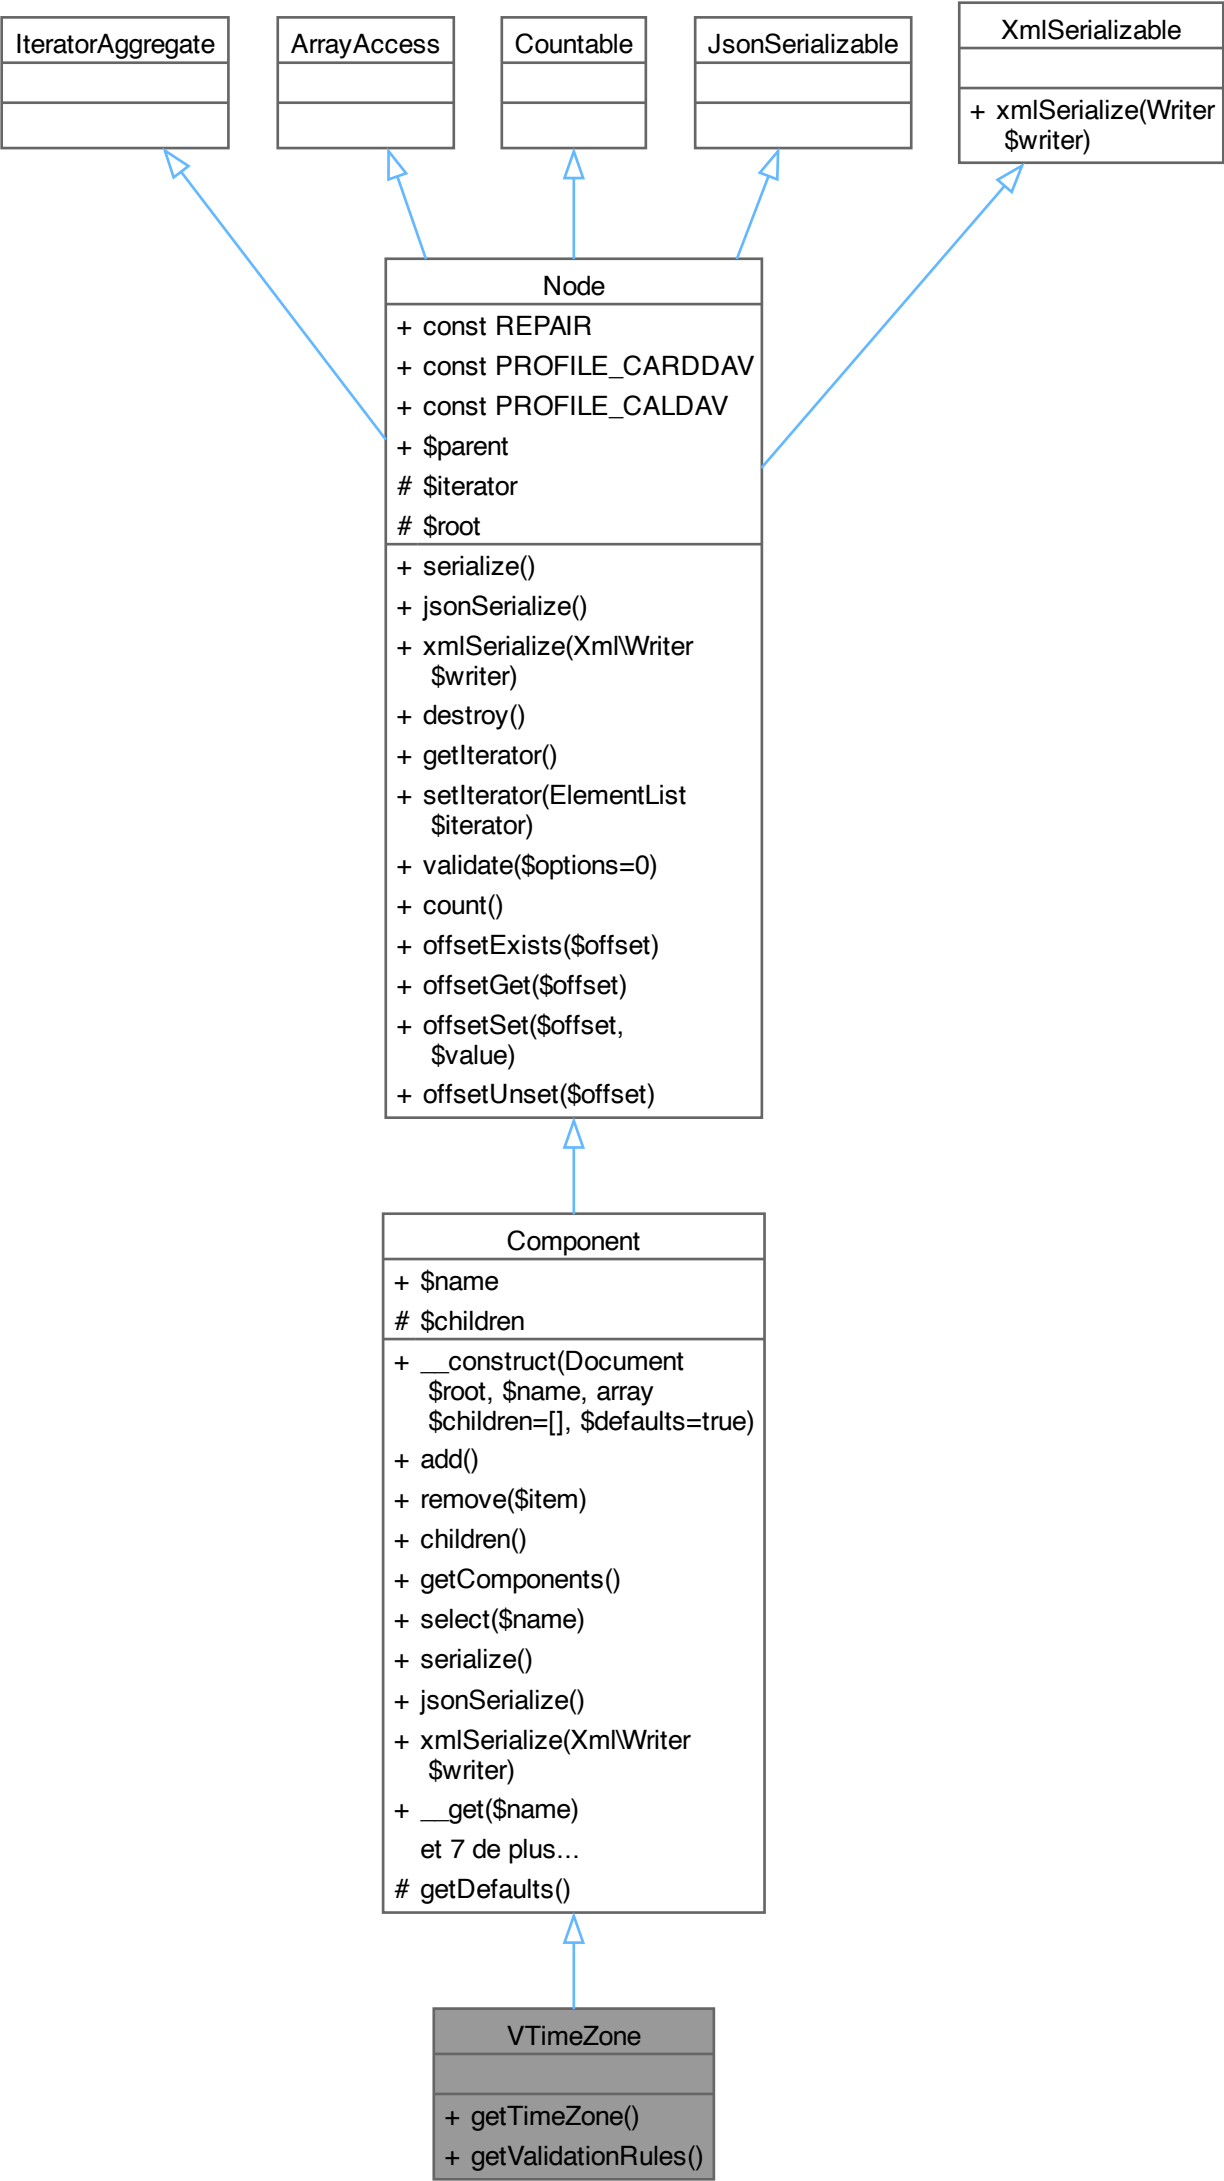 IteratorAggregate
ArrayAccess
Countable
JsonSerializable
XmlSerializable
+ xmlSerialize(Writer
$writer)
Node
+ const REPAIR
+ const PROFILE_CARDDAV
+ const PROFILE_CALDAV
+ $parent
# $iterator
# $root
+ serialize()
+ jsonSerialize()
+ xmlSerialize(Xml\Writer
$writer)
+ destroy()
+ getIterator()
+ setIterator(ElementList
$iterator)
+ validate($options=0)
+ count()
+ offsetExists($offset)
+ offsetGet($offset)
+ offsetSet($offset,
$value)
+ offsetUnset($offset)
Component
+ $name
# $children
+ __construct(Document
$root, $name, array
$children=[], $defaults=true)
+ add()
+ remove($item)
+ children()
+ getComponents()
+ select($name)
+ serialize()
+ jsonSerialize()
+ xmlSerialize(Xml\Writer
$writer)
+ __get($name)
et 7 de plus...
# getDefaults()
VTimeZone
+ getTimeZone()
+ getValidationRules()